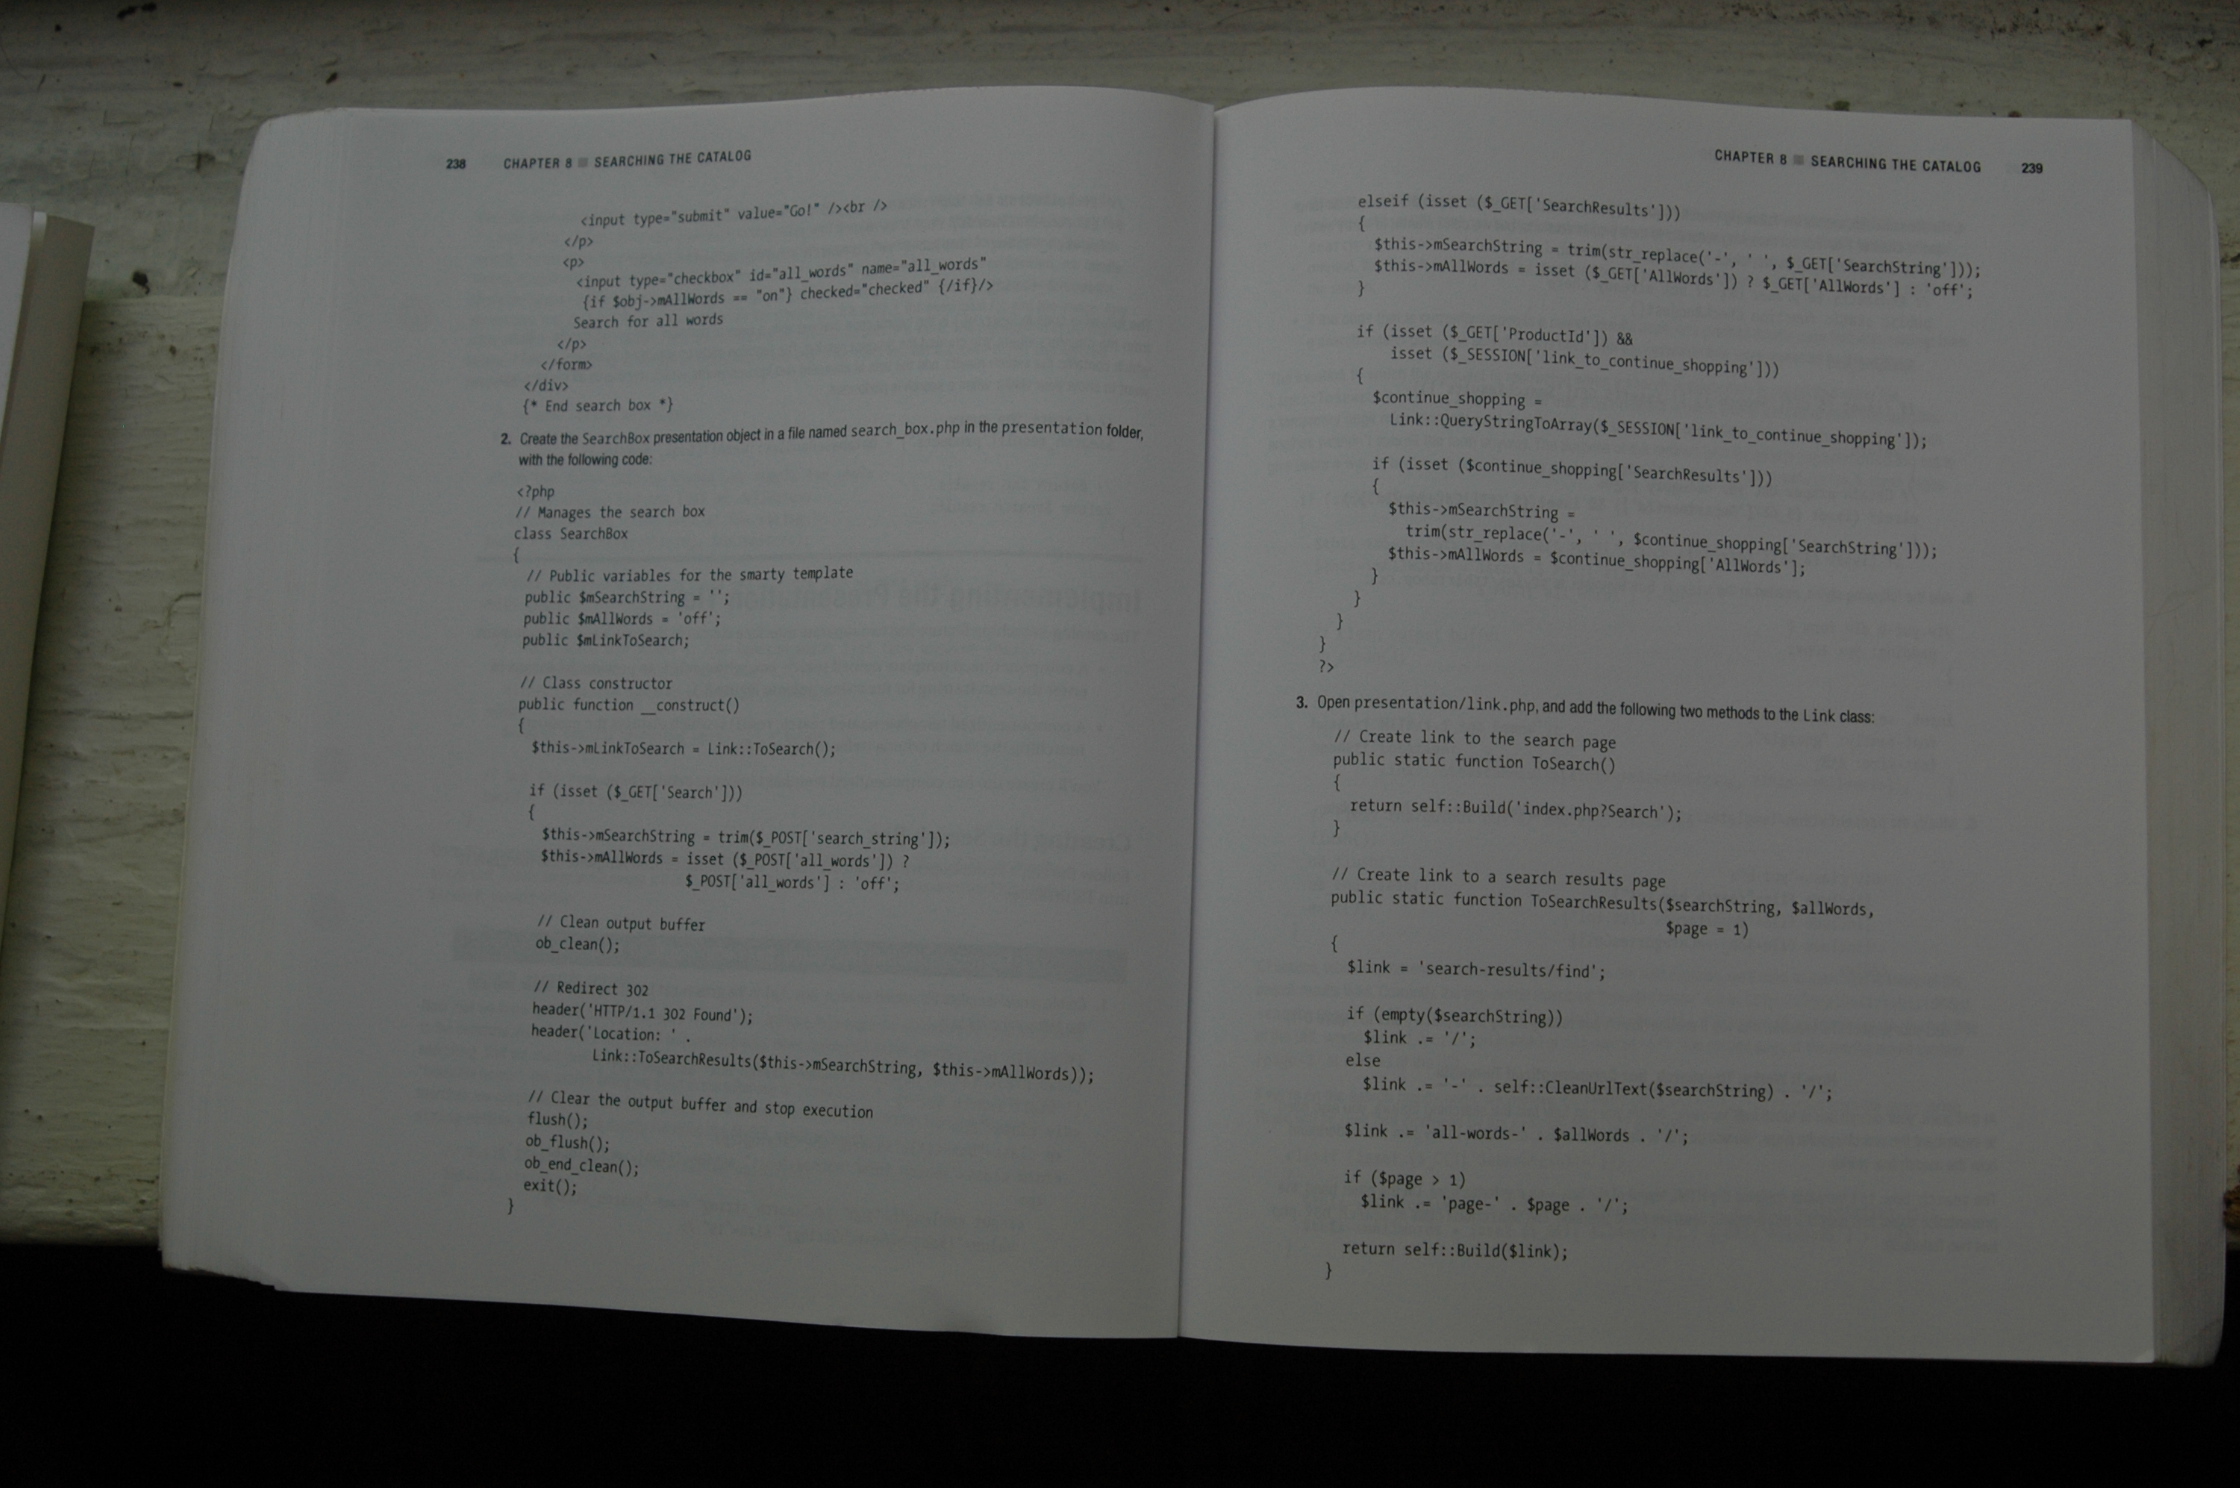 238 CHAPTER 8 ■ SEARCHING THE CATALOG
<input type="submit" value="Go!" /><br />
</p>
<p>
<input type="checkbox" id="all_words" name="all_words"
{if $obj->mAllWords == "on"} checked="checked" {/if}/>
Search for all words
</p>
</form>
</div>
{* End search box *}
2. Create the SearchBox presentation object in a file named search_box.php in the presentation folder,
with the following code:
<?php
// Manages the search box
class SearchBox
{
// Public variables for the smarty template
public $mSearchString = '';
public $mAllWords = 'off';
public $mLinkToSearch;
// Class constructor
public function __construct()
{
$this->mLinkToSearch = Link::ToSearch();
if (isset ($_GET['Search']))
{
$this->mSearchString = trim($_POST['search_string']);
$this->mAllWords = isset ($_POST['all_words']) ?
$_POST['all_words'] : 'off';
// Clean output buffer
ob_clean();
// Redirect 302
header('HTTP/1.1 302 Found');
header('Location: ' .
Link::ToSearchResults($this->mSearchString, $this->mAllWords));
// Clear the output buffer and stop execution
flush();
ob_flush();
ob_end_clean();
exit();
}
CHAPTER 8 ■ SEARCHING THE CATALOG 239
elseif (isset ($_GET['SearchResults']))
{
$this->mSearchString = trim(str_replace('-', ' ', $_GET['SearchString']));
$this->mAllWords = isset ($_GET['AllWords']) ? $_GET['AllWords'] : 'off';
}
if (isset ($_GET['ProductId']) &&
isset ($_SESSION['link_to_continue_shopping']))
{
$continue_shopping =
Link::QueryStringToArray($_SESSION['link_to_continue_shopping']);
if (isset ($continue_shopping['SearchResults']))
{
$this->mSearchString =
trim(str_replace('-', ' ', $continue_shopping['SearchString']));
$this->mAllWords = $continue_shopping['AllWords'];
}
}
}
}
?>
3. Open presentation/link.php, and add the following two methods to the Link class:
// Create link to the search page
public static function ToSearch()
{
return self::Build('index.php?Search');
}
// Create link to a search results page
public static function ToSearchResults($searchString, $allWords,
$page = 1)
{
$link = 'search-results/find';
if (empty($searchString))
$link .= '/';
else
$link .= '-' . self::CleanUrlText($searchString) . '/';
$link .= 'all-words-' . $allWords . '/';
if ($page > 1)
$link .= 'page-' . $page . '/';
return self::Build($link);
}